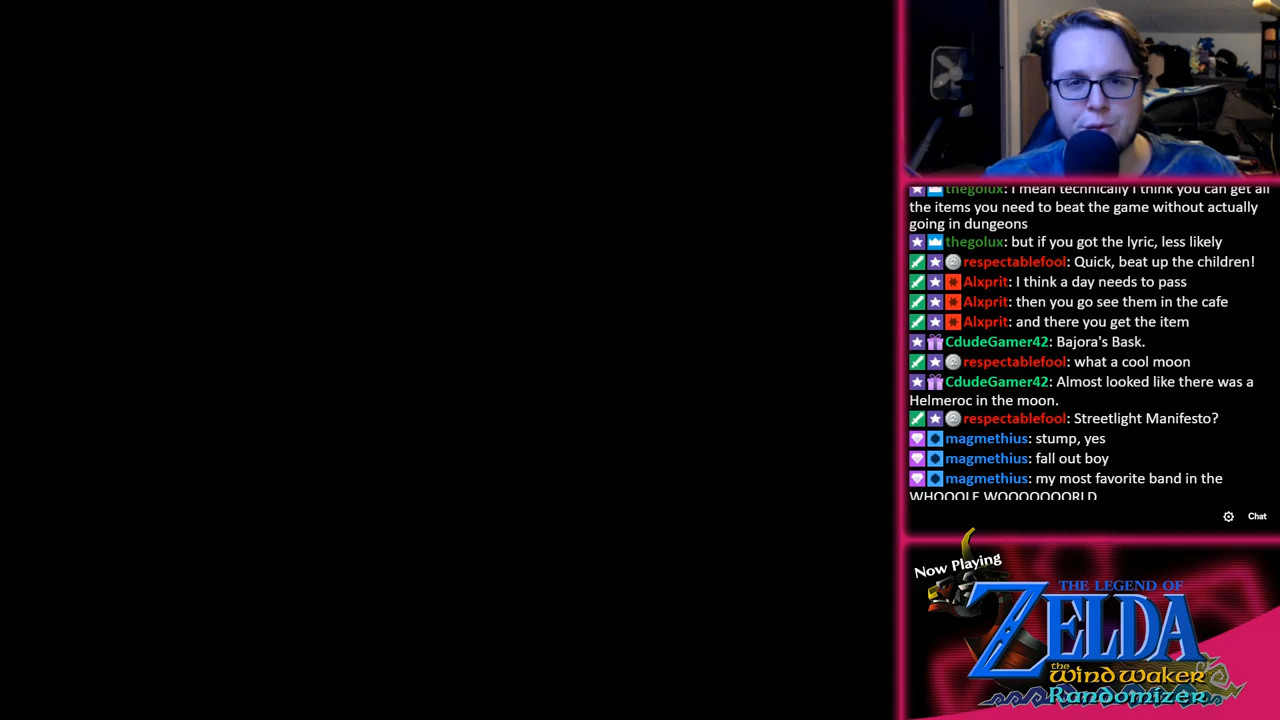 thegolux: I mean technically I think you can get all
the items you need to beat the game without actually
going in dungeons
thegolux: but if you got the lyric, less likely
respectablefool: Quick, beat up the children!
Alxprit: I think a day needs to pass
Alxprit: then you go see them in the cafe
Alxprit: and there you get the item
CdudeGamer42: Bajora's Bask.
respectablefool: what a cool moon
CdudeGamer42: Almost looked like there was a
Helmeroc in the moon.
respectablefool: Streetlight Manifesto?
magmethius: stump, yes
magmethius: fall out boy
magmethius: my most favorite band in the
WHOOOLE WOOOOOOORLD
Chat
Now Playing
THE LEGEND OF
ZELDA
the
Wind Waker
Randomizer